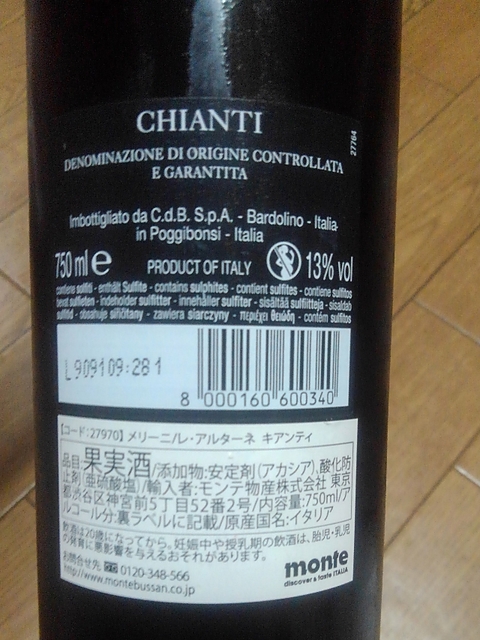 CHIANTI
DENOMINAZIONE DI ORIGINE CONTROLLATA
E GARANTITA
27764
Imbottigliato da C.d.B. S.p.A. - Bardolino - Italia
in Poggibonsi - Italia
750 ml e PRODUCT OF ITALY 13% vol
contiene solfiti - enthält Sulfite - contains sulphites - contient sulfites - contiene sulfitos
bevat sulfieten - indeholder sulfitter - innehåller sulfiter - sisältää sulfiitteja - sisaldab
sulfitid - obsahuje siřičitany - zawiera siarczyny - περιέχει θειώδη - contém sulfitos
L909109:281
8 000160 600340
【コード:27970】メリーニ/レ・アルターネ キアンティ
品目:果実酒/添加物:安定剤(アカシア)、酸化防
止剤(亜硫酸塩)/輸入者:モンテ物産株式会社 東京
都渋谷区神宮前5丁目52番2号/内容量:750ml/ア
ルコール分:裏ラベルに記載/原産国名:イタリア
飲酒は20歳になってから。妊娠中や授乳期の飲酒は、胎児・乳児
の発育に悪影響を与えるおそれがあります。
お問合せ先 0120-348-566
http://www.montebussan.co.jp
monte
discover & taste ITALIA